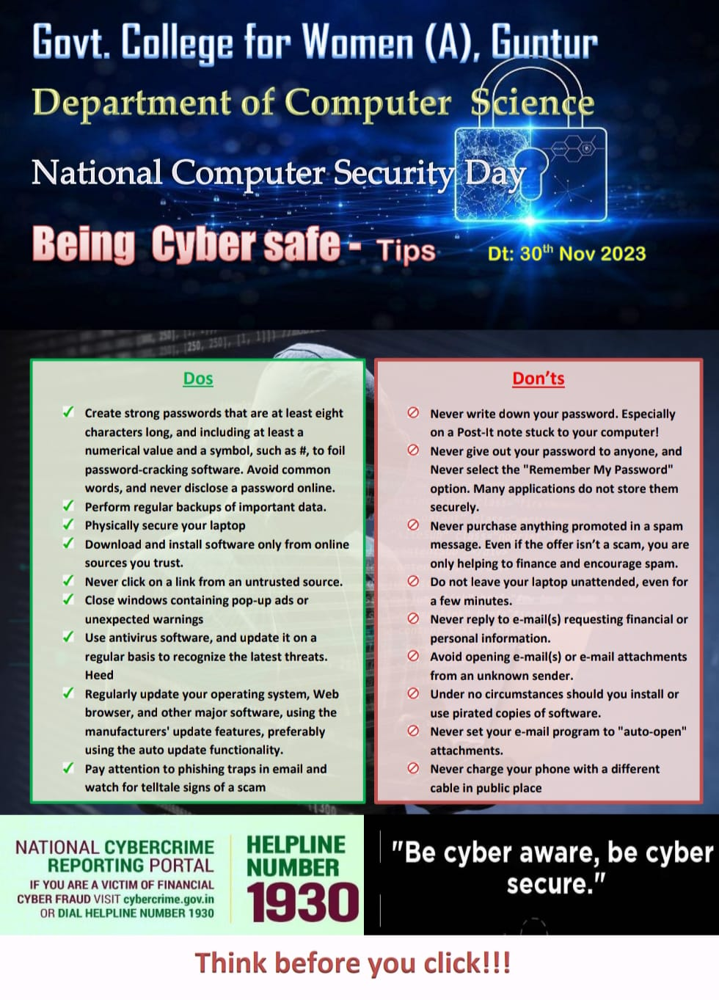 Govt. College for Women (A), Guntur
Department of Computer Science
National Computer Security Day
Being Cyber safe - Tips
Dt: 30th Nov 2023
250], [1, 1]])
[250, 250], [1, 1]])
Dos
Create strong passwords that are at least eight
characters long, and including at least a
numerical value and a symbol, such as #, to foil
password-cracking software. Avoid common
words, and never disclose a password online.
Perform regular backups of important data.
Physically secure your laptop
Download and install software only from online
sources you trust.
Never click on a link from an untrusted source.
Close windows containing pop-up ads or
unexpected warnings
Use antivirus software, and update it on a
regular basis to recognize the latest threats.
Heed
Regularly update your operating system, Web
browser, and other major software, using the
manufacturers' update features, preferably
using the auto update functionality.
Pay attention to phishing traps in email and
watch for telltale signs of a scam
Don’ts
Never write down your password. Especially
on a Post-It note stuck to your computer!
Never give out your password to anyone, and
Never select the "Remember My Password"
option. Many applications do not store them
securely.
Never purchase anything promoted in a spam
message. Even if the offer isn’t a scam, you are
only helping to finance and encourage spam.
Do not leave your laptop unattended, even for
a few minutes.
Never reply to e-mail(s) requesting financial or
personal information.
Avoid opening e-mail(s) or e-mail attachments
from an unknown sender.
Under no circumstances should you install or
use pirated copies of software.
Never set your e-mail program to "auto-open"
attachments.
Never charge your phone with a different
cable in public place
NATIONAL CYBERCRIME
REPORTING PORTAL
IF YOU ARE A VICTIM OF FINANCIAL
CYBER FRAUD VISIT cybercrime.gov.in
OR DIAL HELPLINE NUMBER 1930
HELPLINE
NUMBER
1930
"Be cyber aware, be cyber
secure."
Think before you click!!!